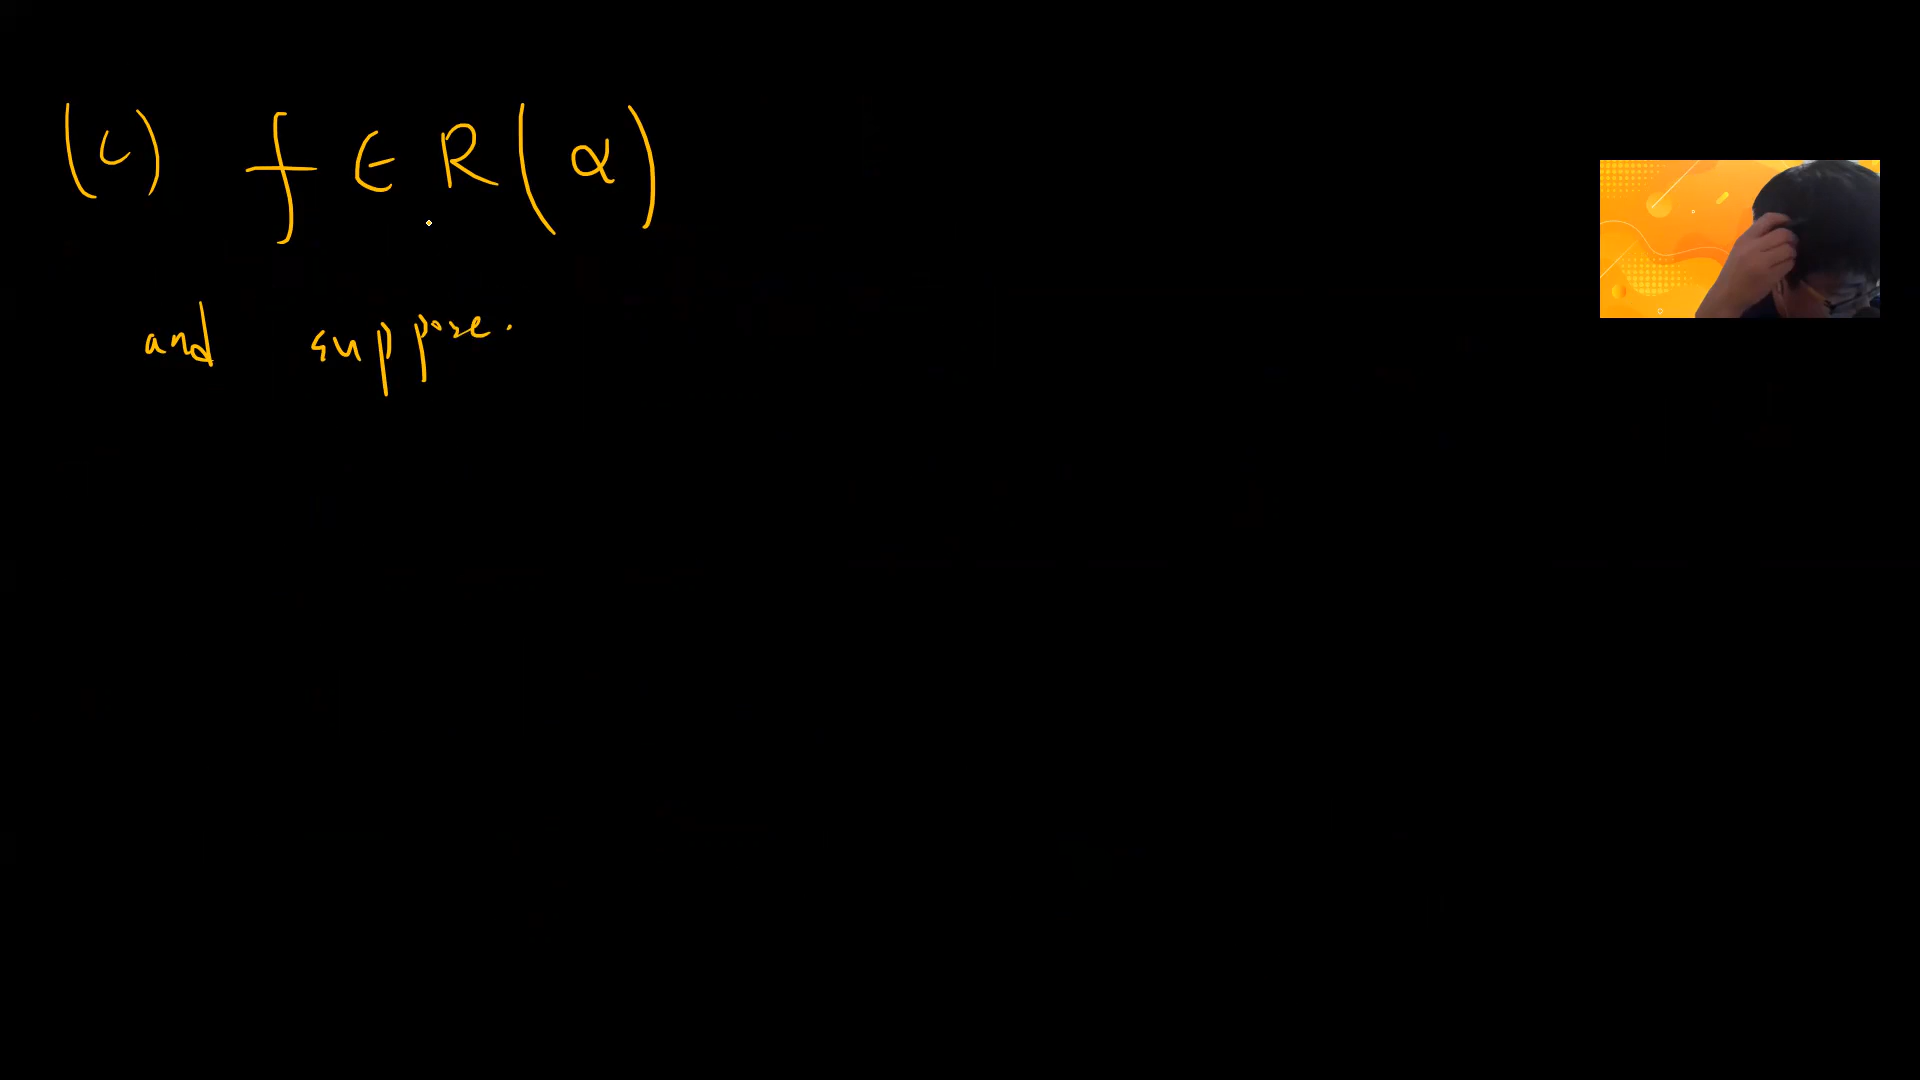 (c) f ∈ R(α)
and suppose.